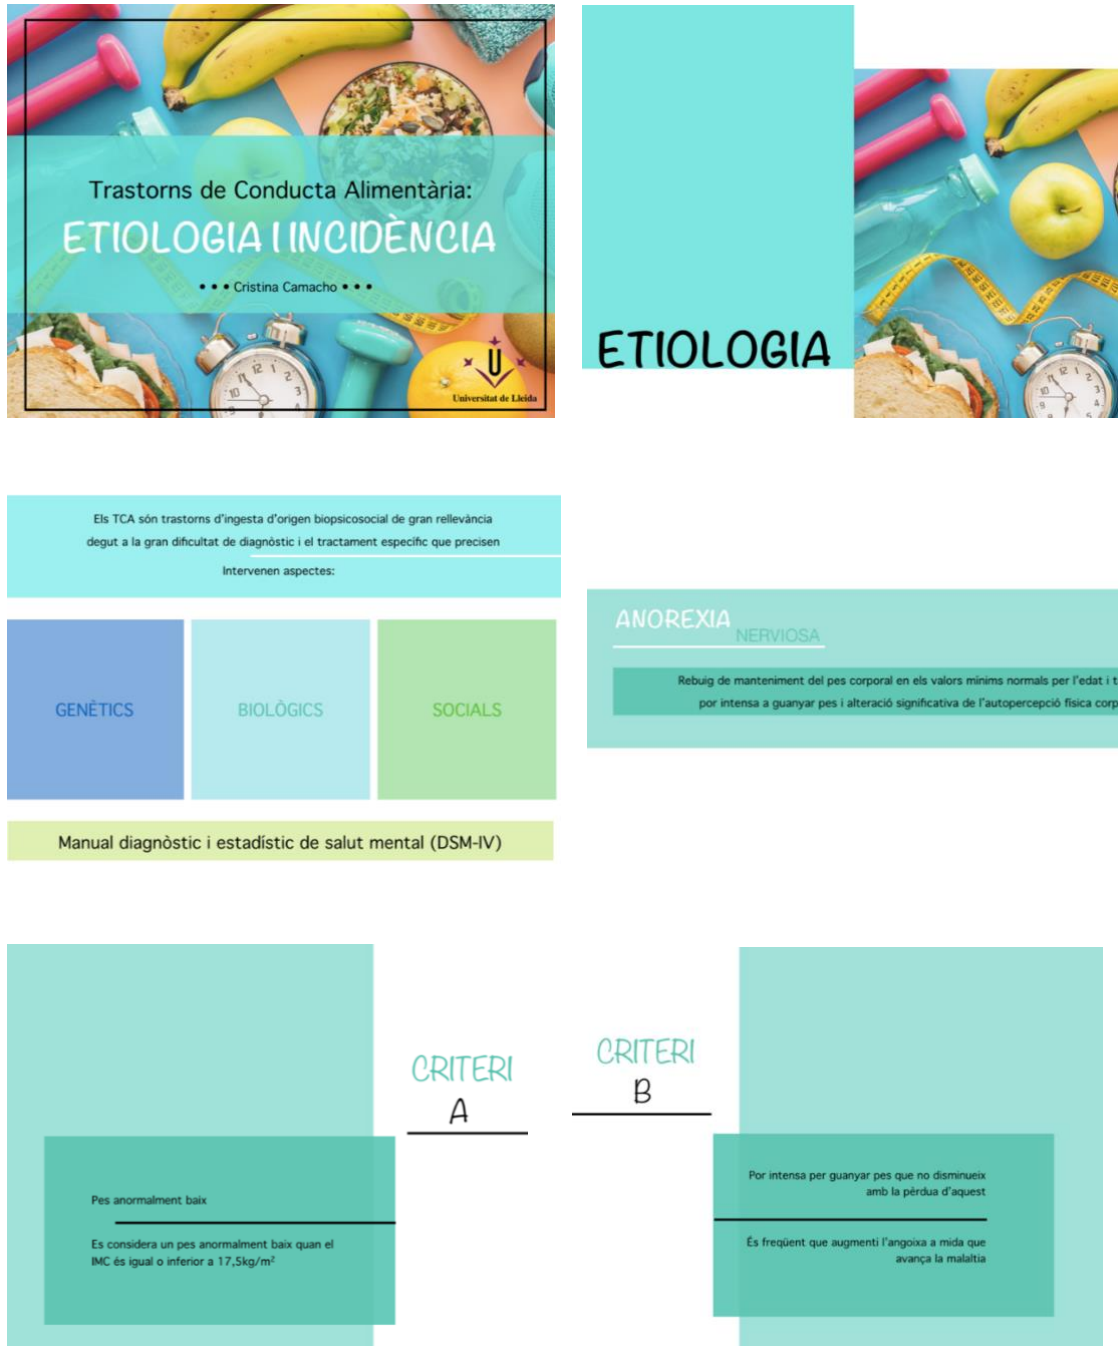 Trastorns de Conducta Alimentària:
ETIOLOGIA I INCIDÈNCIA
• • • Cristina Camacho • • •
U
Universitat de Lleida
ETIOLOGIA
Els TCA són trastorns d'ingesta d'origen biopsicosocial de gran rellevància
degut a la gran dificultat de diagnòstic i el tractament específic que precisen
Intervenen aspectes:
GENÈTICS
BIOLÒGICS
SOCIALS
Manual diagnòstic i estadístic de salut mental (DSM-IV)
ANOREXIA
NERVIOSA
Rebuig de manteniment del pes corporal en els valors mínims normals per l'edat i t
por intensa a guanyar pes i alteració significativa de l'autopercepció física corp
CRITERI
A
Pes anormalment baix
Es considera un pes anormalment baix quan el
IMC és igual o inferior a 17,5kg/m²
CRITERI
B
Por intensa per guanyar pes que no disminueix
amb la pèrdua d'aquest
És freqüent que augmenti l'angoixa a mida que
avança la malaltia